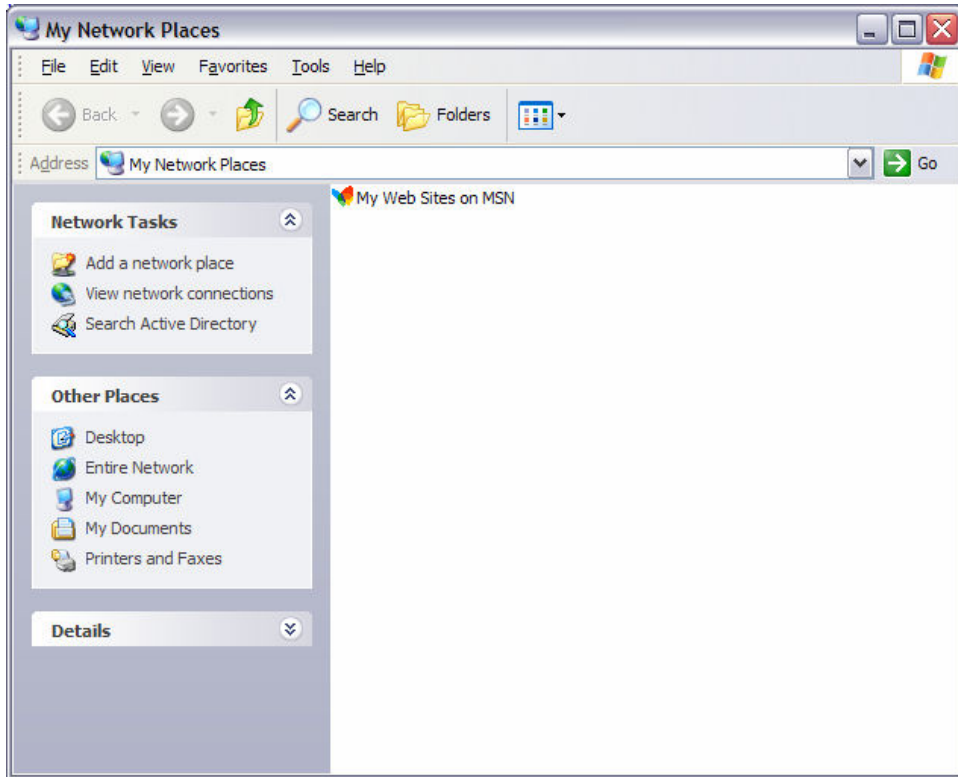 My Network Places
File Edit View Favorites Tools Help
Back Search Folders
Address My Network Places Go
Network Tasks
Add a network place
View network connections
Search Active Directory
Other Places
Desktop
Entire Network
My Computer
My Documents
Printers and Faxes
Details
My Web Sites on MSN